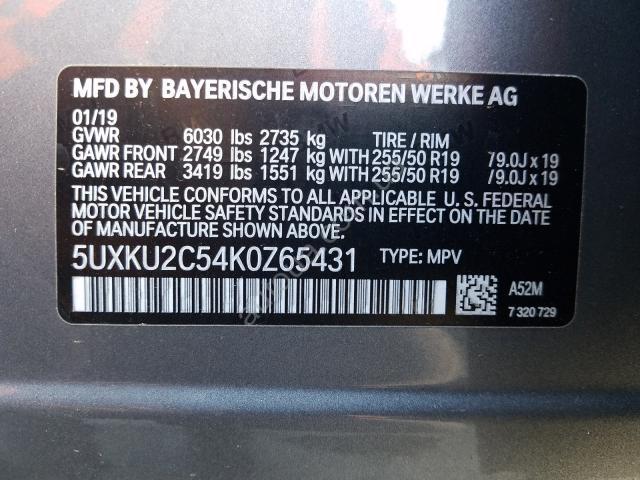 MFD BY BAYERISCHE MOTOREN WERKE AG
01/19
GVWR 6030 lbs 2735 kg TIRE / RIM
GAWR FRONT 2749 lbs 1247 kg WITH 255/50 R19 /9.0J x 19
GAWR REAR 3419 lbs 1551 kg WITH 255/50 R19 /9.0J x 19
THIS VEHICLE CONFORMS TO ALL APPLICABLE U. S. FEDERAL
MOTOR VEHICLE SAFETY STANDARDS IN EFFECT ON THE
DATE OF MANUFACTURE SHOWN ABOVE.
5UXKU2C54K0Z65431 TYPE: MPV
A52M
7 320 729